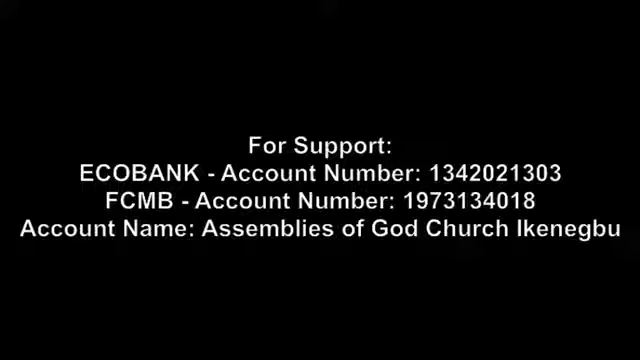 For Support:
ECOBANK - Account Number: 1342021303
FCMB - Account Number: 1973134018
Account Name: Assemblies of God Church Ikenegbu